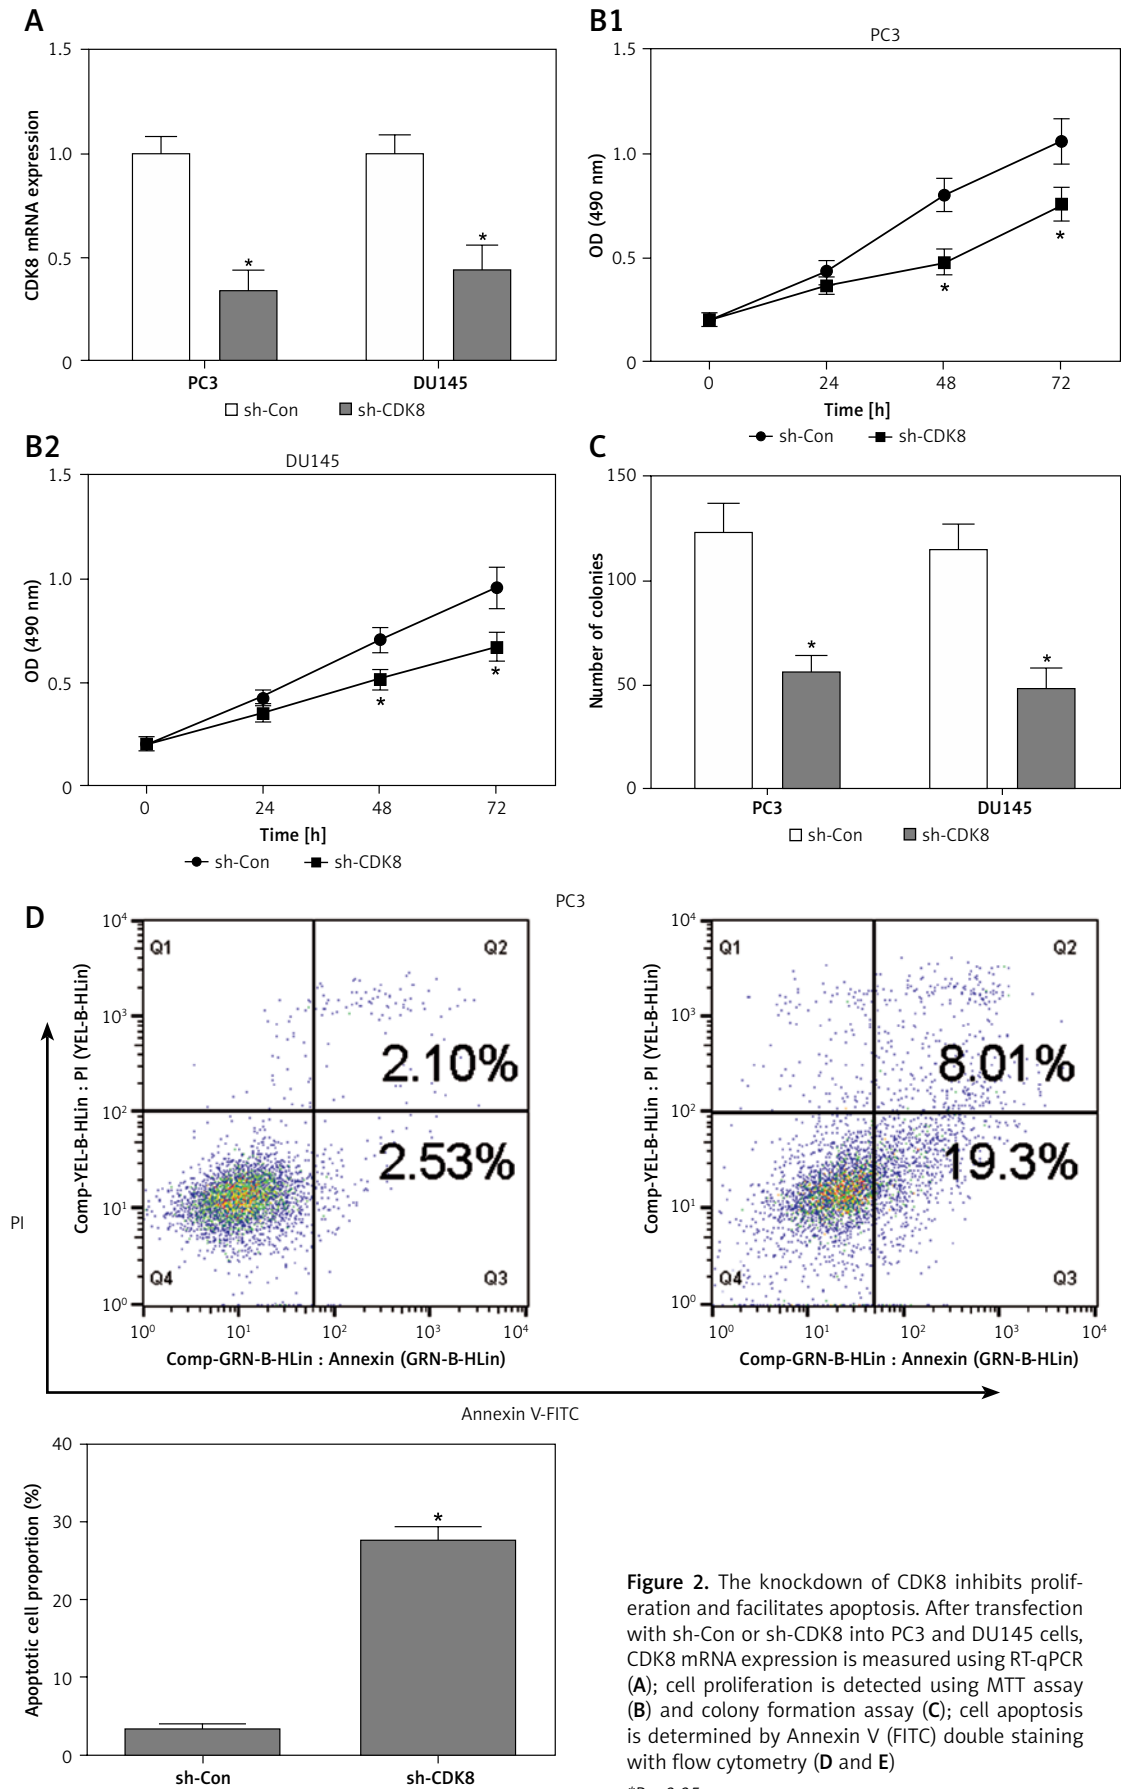 A
1.5
1.0
0.5
0
CDK8 mRNA expression
*
*
PC3
DU145
sh-Con
sh-CDK8
B1
PC3
1.5
1.0
0.5
0
OD (490 nm)
*
*
0
24
48
72
Time [h]
sh-Con
sh-CDK8
B2
DU145
1.5
1.0
0.5
0
OD (490 nm)
*
*
0
24
48
72
Time [h]
sh-Con
sh-CDK8
C
150
100
50
0
Number of colonies
*
*
PC3
DU145
sh-Con
sh-CDK8
D
PC3
PI
Comp-YEL-B-HLin : PI (YEL-B-HLin)
10⁴
10³
10²
10¹
10⁰
Q1
Q2
2.10%
2.53%
Q4
Q3
10⁰
10¹
10²
10³
10⁴
Comp-GRN-B-HLin : Annexin (GRN-B-HLin)
Comp-YEL-B-HLin : PI (YEL-B-HLin)
10⁴
10³
10²
10¹
10⁰
Q1
Q2
8.01%
19.3%
Q4
Q3
10⁰
10¹
10²
10³
10⁴
Comp-GRN-B-HLin : Annexin (GRN-B-HLin)
Annexin V-FITC
40
30
20
10
0
Apoptotic cell proportion (%)
*
sh-Con
sh-CDK8
Figure 2. The knockdown of CDK8 inhibits prolif-
eration and facilitates apoptosis. After transfection
with sh-Con or sh-CDK8 into PC3 and DU145 cells,
CDK8 mRNA expression is measured using RT-qPCR
(A); cell proliferation is detected using MTT assay
(B) and colony formation assay (C); cell apoptosis
is determined by Annexin V (FITC) double staining
with flow cytometry (D and E)